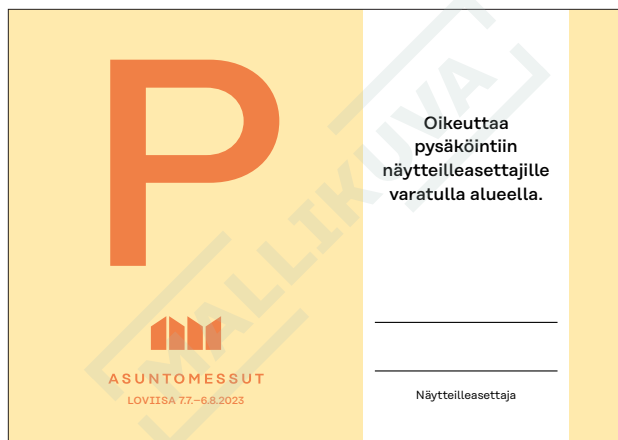 P
ASUNTOMESSUT
LOVIISA 7.7.–6.8.2023
Oikeuttaa
pysäköintiin
näytteilleasettajille
varatulla alueella.
Näytteilleasettaja
MALLIKUVA